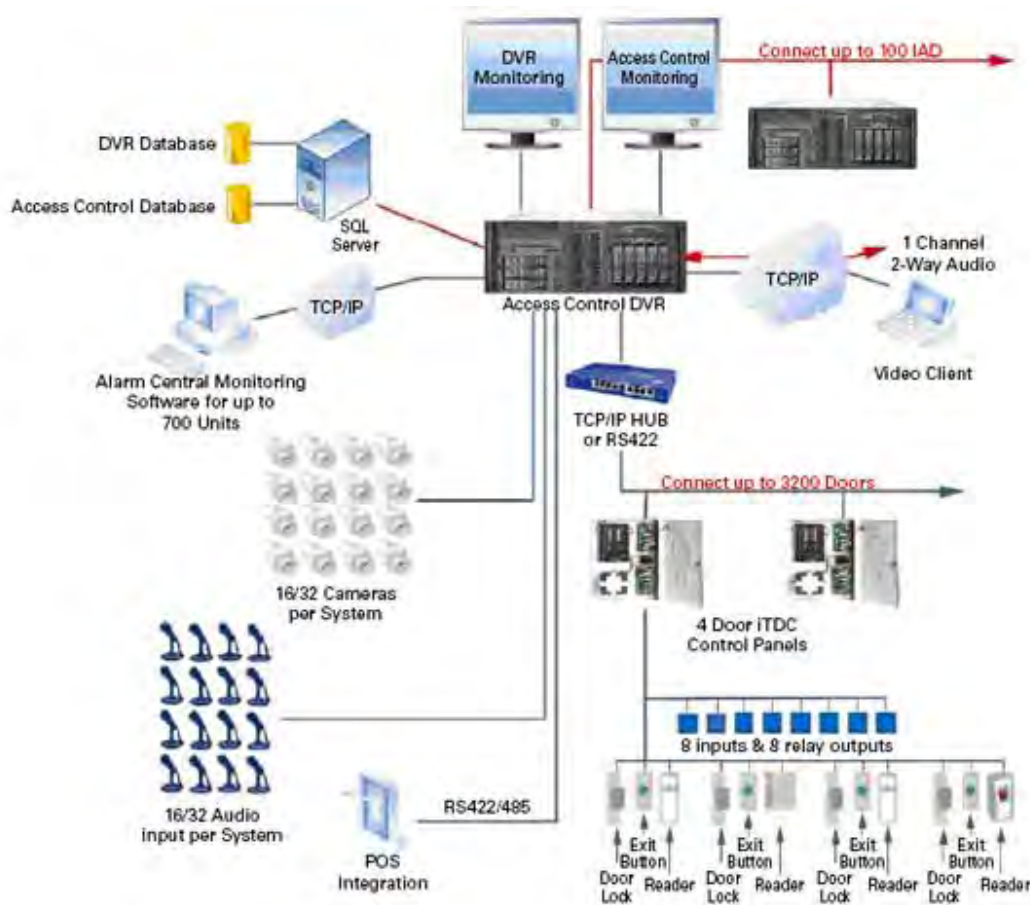 DVR
Monitoring
Access Control
Monitoring
Connect up to 100 IAD
DVR Database
Access Control Database
SQL
Server
TCP/IP
Access Control DVR
TCP/IP
1 Channel
2-Way Audio
Video Client
Alarm Central Monitoring
Software for up to
700 Units
TCP/IP HUB
or RS422
Connect up to 3200 Doors
16/32 Cameras
per System
4 Door iTDC
Control Panels
8 inputs & 8 relay outputs
16/32 Audio
input per System
RS422/485
POS
Integration
Exit
Button
Door
Lock
Reader
Exit
Button
Door
Lock
Reader
Exit
Button
Door
Lock
Reader
Exit
Button
Door
Lock
Reader